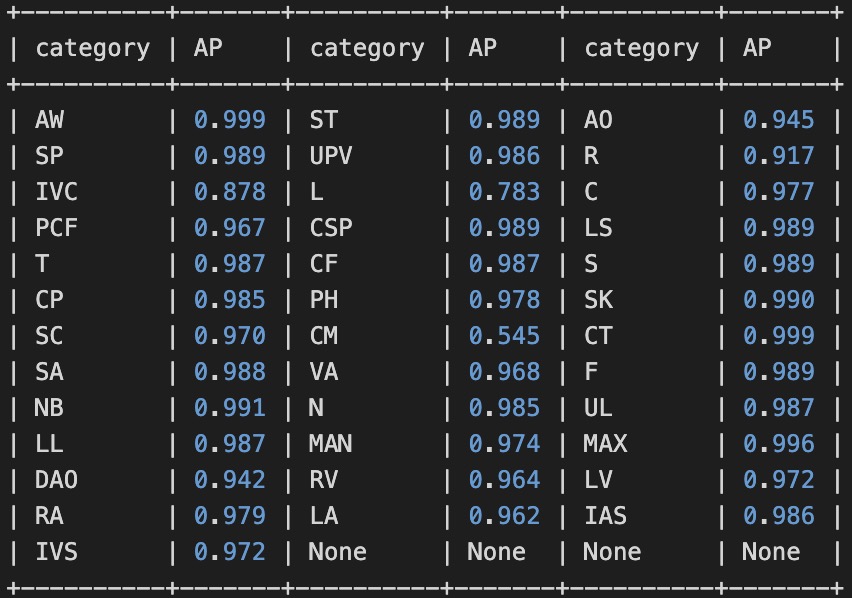 +----------+-------+----------+-------+----------+-------+
| category | AP    | category | AP    | category | AP    |
+----------+-------+----------+-------+----------+-------+
| AW       | 0.999 | ST       | 0.989 | AO       | 0.945 |
| SP       | 0.989 | UPV      | 0.986 | R        | 0.917 |
| IVC      | 0.878 | L        | 0.783 | C        | 0.977 |
| PCF      | 0.967 | CSP      | 0.989 | LS       | 0.989 |
| T        | 0.987 | CF       | 0.987 | S        | 0.989 |
| CP       | 0.985 | PH       | 0.978 | SK       | 0.990 |
| SC       | 0.970 | CM       | 0.545 | CT       | 0.999 |
| SA       | 0.988 | VA       | 0.968 | F        | 0.989 |
| NB       | 0.991 | N        | 0.985 | UL       | 0.987 |
| LL       | 0.987 | MAN      | 0.974 | MAX      | 0.996 |
| DAO      | 0.942 | RV       | 0.964 | LV       | 0.972 |
| RA       | 0.979 | LA       | 0.962 | IAS      | 0.986 |
| IVS      | 0.972 | None     | None  | None     | None  |
+----------+-------+----------+-------+----------+-------+